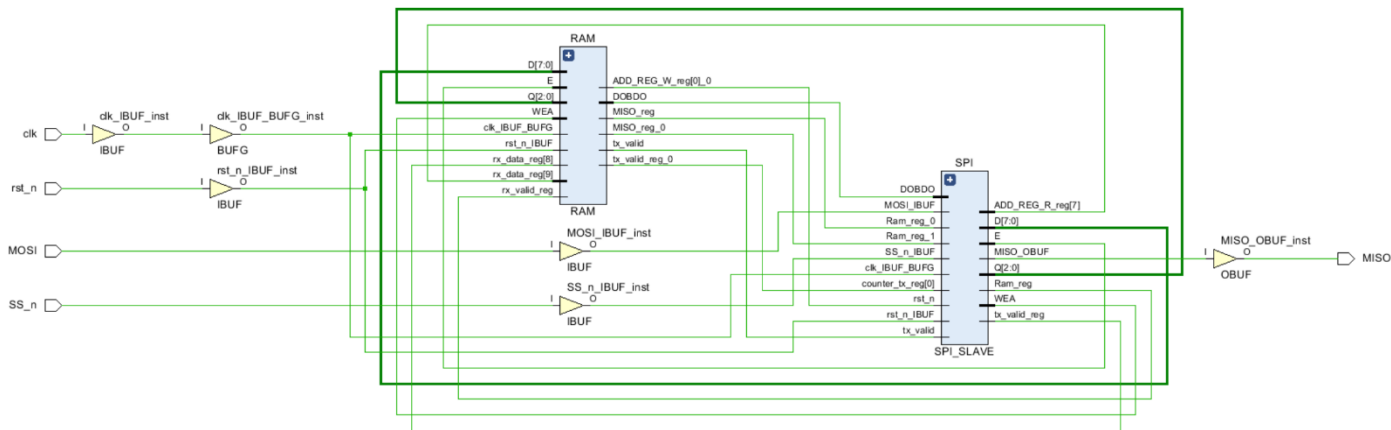 RAM
D[7:0]
E
Q[2:0]
WEA
clk_IBUF_BUFG
rst_n_IBUF
rx_data_reg[8]
rx_data_reg[9]
rx_valid_reg
ADD_REG_W_reg[0]_0
DOBDO
MISO_reg
MISO_reg_0
tx_valid
tx_valid_reg_0
RAM
clk
I
clk_IBUF_inst
O
IBUF
I
clk_IBUF_BUFG_inst
O
BUFG
rst_n
I
rst_n_IBUF_inst
O
IBUF
MOSI
I
MOSI_IBUF_inst
O
IBUF
SS_n
I
SS_n_IBUF_inst
O
IBUF
SPI
DOBDO
MOSI_IBUF
Ram_reg_0
Ram_reg_1
SS_n_IBUF
clk_IBUF_BUFG
counter_tx_reg[0]
rst_n
rst_n_IBUF
tx_valid
ADD_REG_R_reg[7]
D[7:0]
E
MISO_OBUF
Q[2:0]
Ram_reg
WEA
tx_valid_reg
SPI_SLAVE
I
MISO_OBUF_inst
O
OBUF
MISO